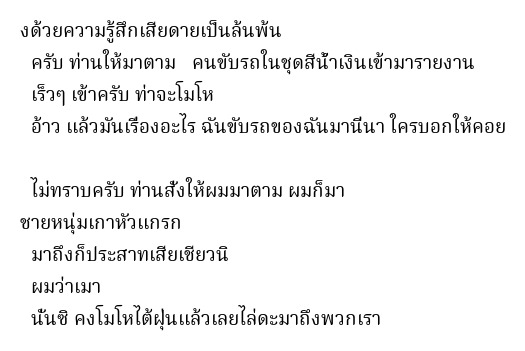 งด้วยความรู้สึกเสียดายเป็นล้นพ้น
ครับ ท่านให้มาตาม   คนขับรถในชุดสีน้ำเงินเข้ามารายงาน
เร็วๆ เข้าครับ ท่าจะโมโห
อ้าว แล้วมันเรื่องอะไร ฉันขับรถของฉันมานี่นา ใครบอกให้คอย
ไม่ทราบครับ ท่านสั่งให้ผมมาตาม ผมก็มา
ชายหนุ่มเกาหัวแกรก
มาถึงก็ประสาทเสียเชียวนิ
ผมว่าเมา
นั่นซิ คงโมโหไต้ฝุ่นแล้วเลยไล่ดะมาถึงพวกเรา